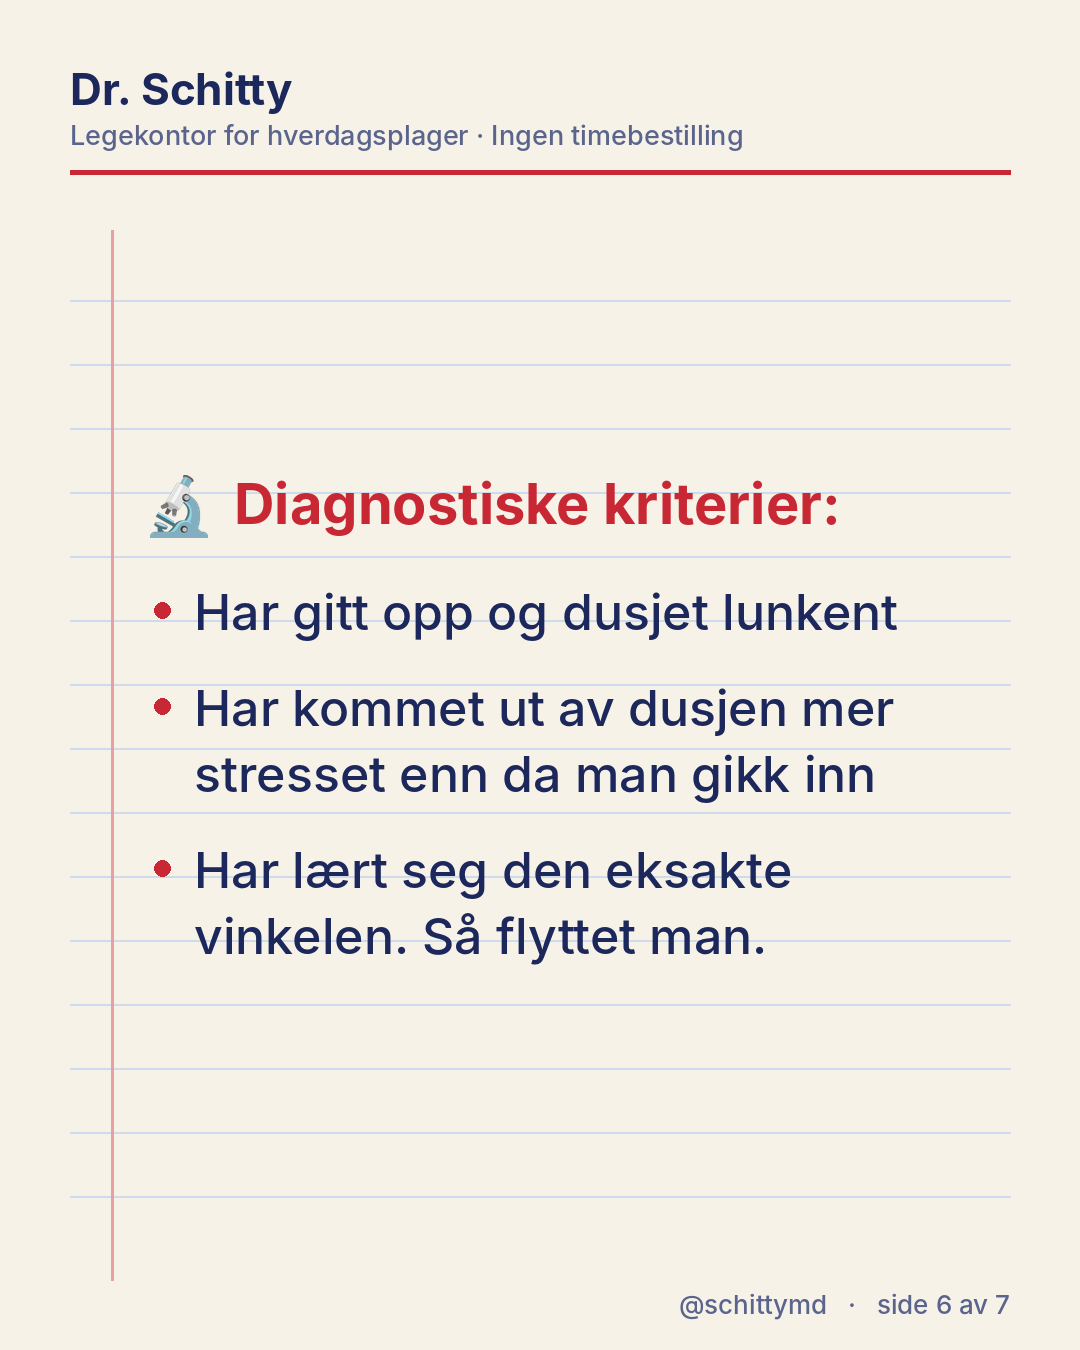 Dr. Schitty
Legekontor for hverdagsplager · Ingen timebestilling
🔬 Diagnostiske kriterier:
• Har gitt opp og dusjet lunkent
• Har kommet ut av dusjen mer
stresset enn da man gikk inn
• Har lært seg den eksakte
vinkelen. Så flyttet man.
@schittymd · side 6 av 7